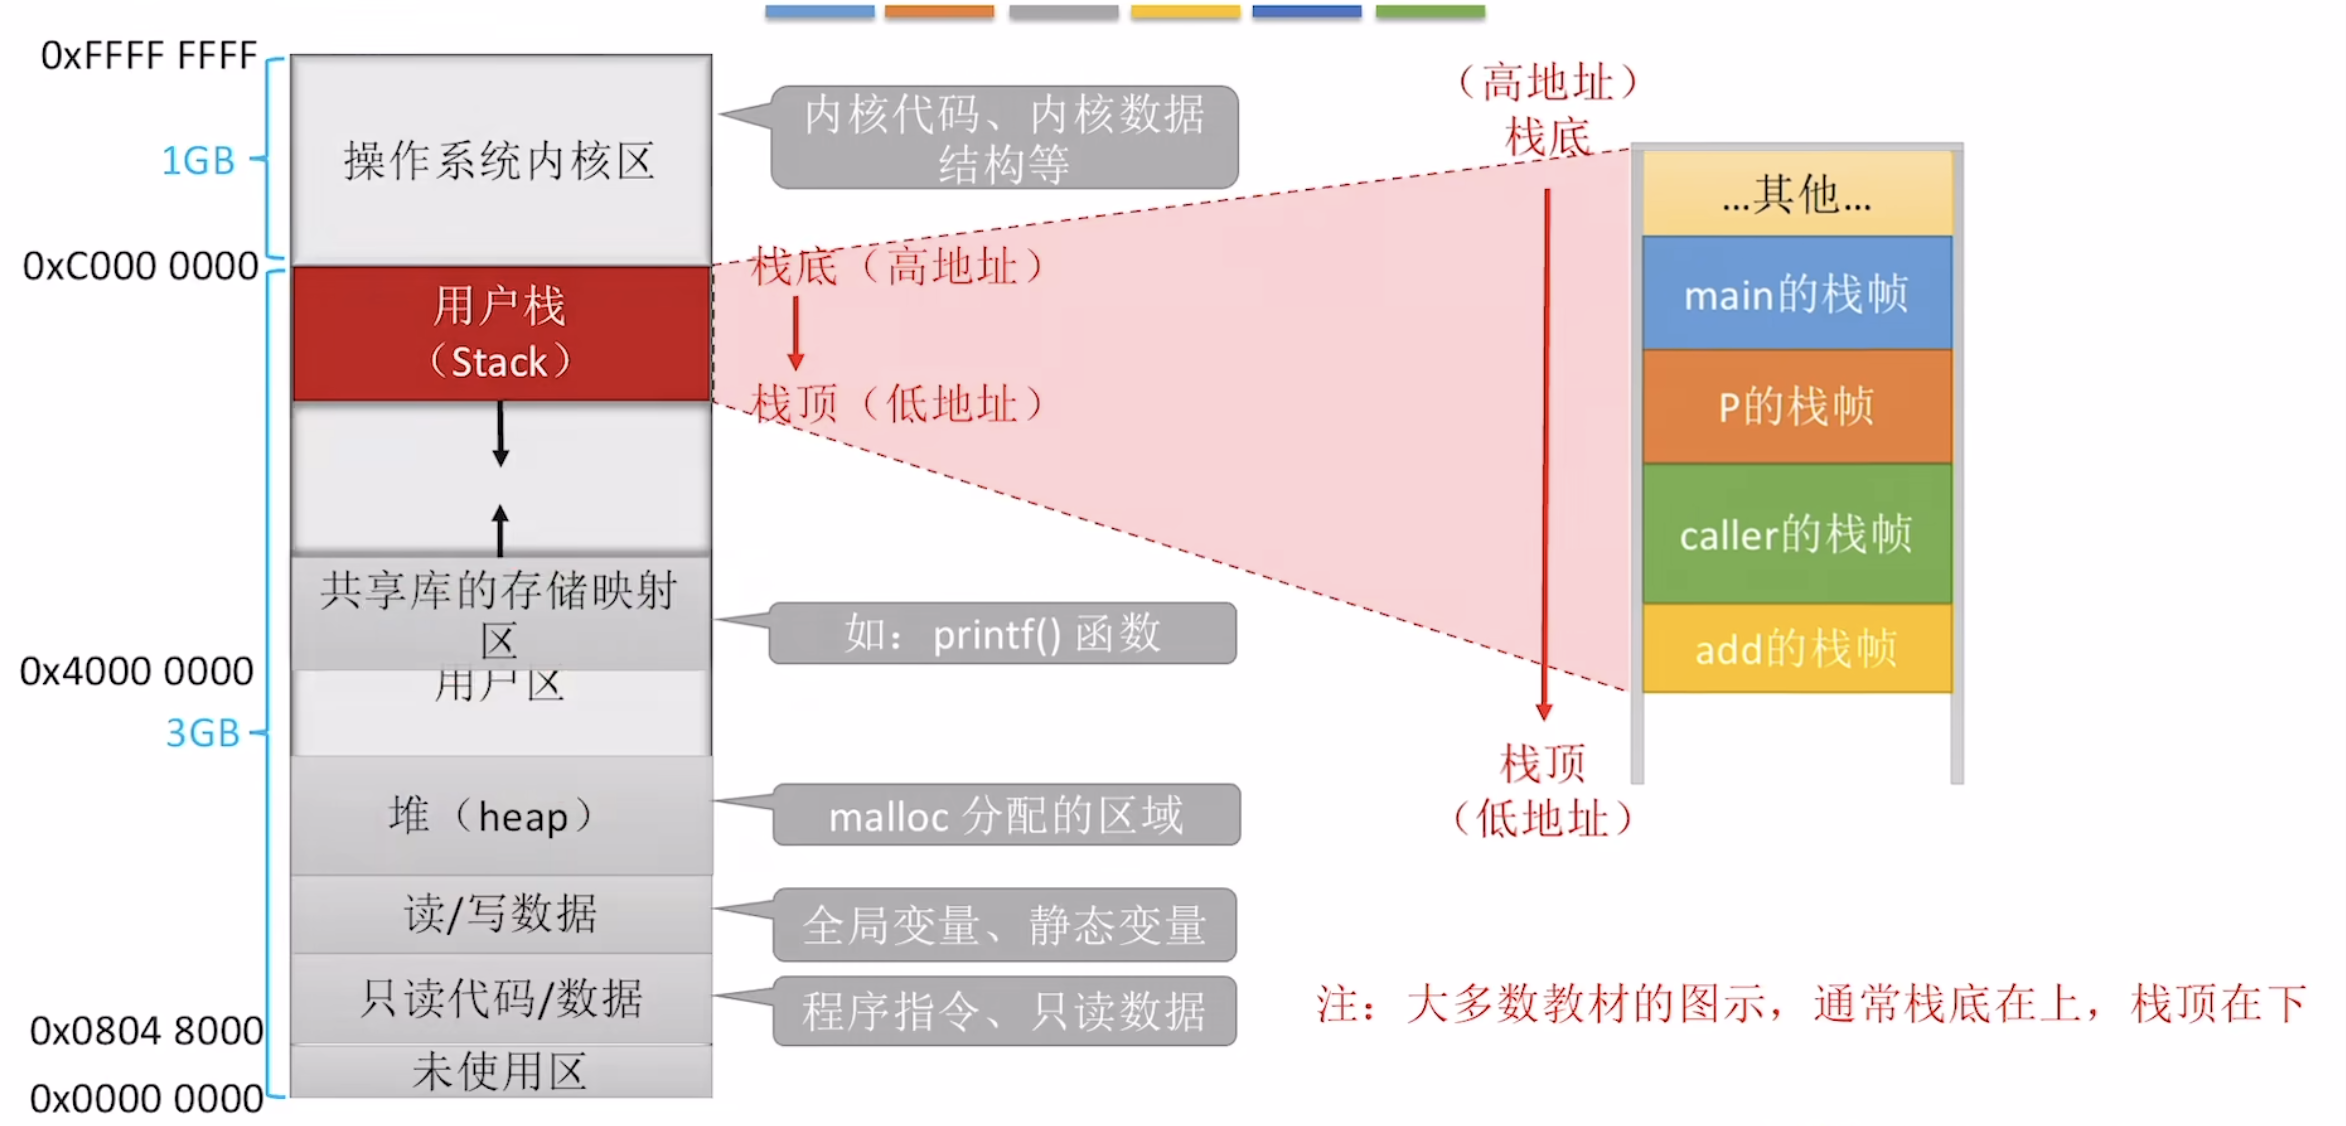 0xFFFF FFFF
1GB
0xC000 0000
0x4000 0000
3GB
0x0804 8000
0x0000 0000
操作系统内核区
用户栈
（Stack）
共享库的存储映射
区
用户区
堆（heap）
读/写数据
只读代码/数据
未使用区
内核代码、内核数据
结构等
栈底（高地址）
栈顶（低地址）
如：printf() 函数
malloc 分配的区域
全局变量、静态变量
程序指令、只读数据
（高地址）
栈底
栈顶
（低地址）
...其他...
main的栈帧
P的栈帧
caller的栈帧
add的栈帧
注：大多数教材的图示，通常栈底在上，栈顶在下